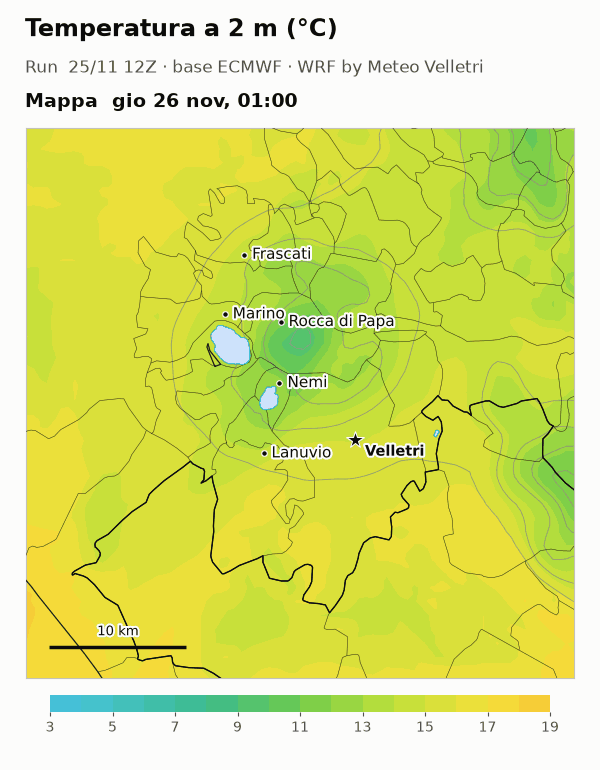 Temperatura a 2 m (°C)
Run  25/11 12Z · base ECMWF · WRF by Meteo Velletri
Mappa  gio 26 nov, 01:00
Frascati
Marino
Rocca di Papa
Nemi
Velletri
Lanuvio
10 km
3 5 7 9 11 13 15 17 19